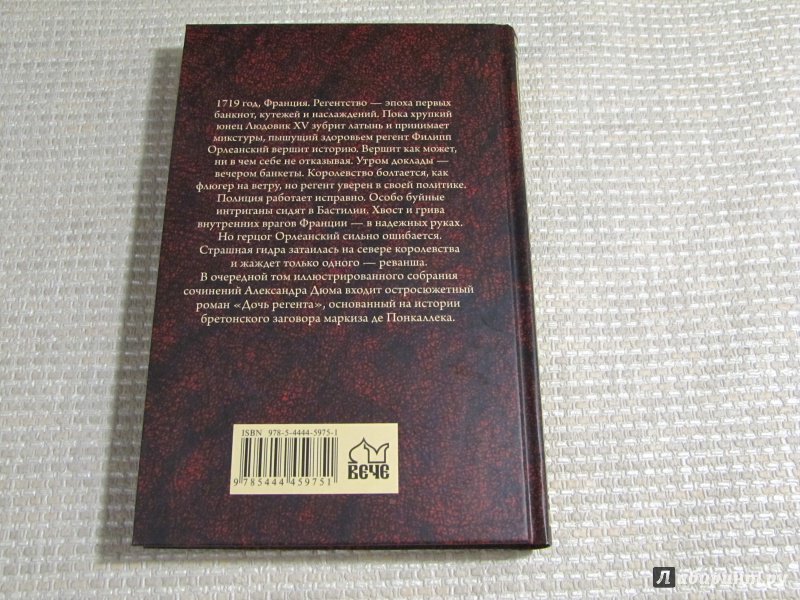 1719 год, Франция. Регентство — эпоха первых
банкнот, кутежей и наслаждений. Пока хрупкий
юнец Людовик XV зубрит латынь и принимает
микстуры, пышущий здоровьем регент Филипп
Орлеанский вершит историю. Вершит как может,
ни в чем себе не отказывая. Утром доклады —
вечером банкеты. Королевство болтается, как
флюгер на ветру, но регент уверен в своей политике.
Полиция работает исправно. Особо буйные
интриганы сидят в Бастилии. Хвост и грива
внутренних врагов Франции — в надежных руках.
Но герцог Орлеанский сильно ошибается.
Страшная гидра затаилась на севере королевства
и жаждет только одного — реванша.
В очередной том иллюстрированного собрания
сочинений Александра Дюма входит остросюжетный
роман «Дочь регента», основанный на истории
бретонского заговора маркиза де Понкаллека.
ISBN 978-5-4444-5975-1
9 785444 459751
ВЕЧЕ
Лабиринт.ру